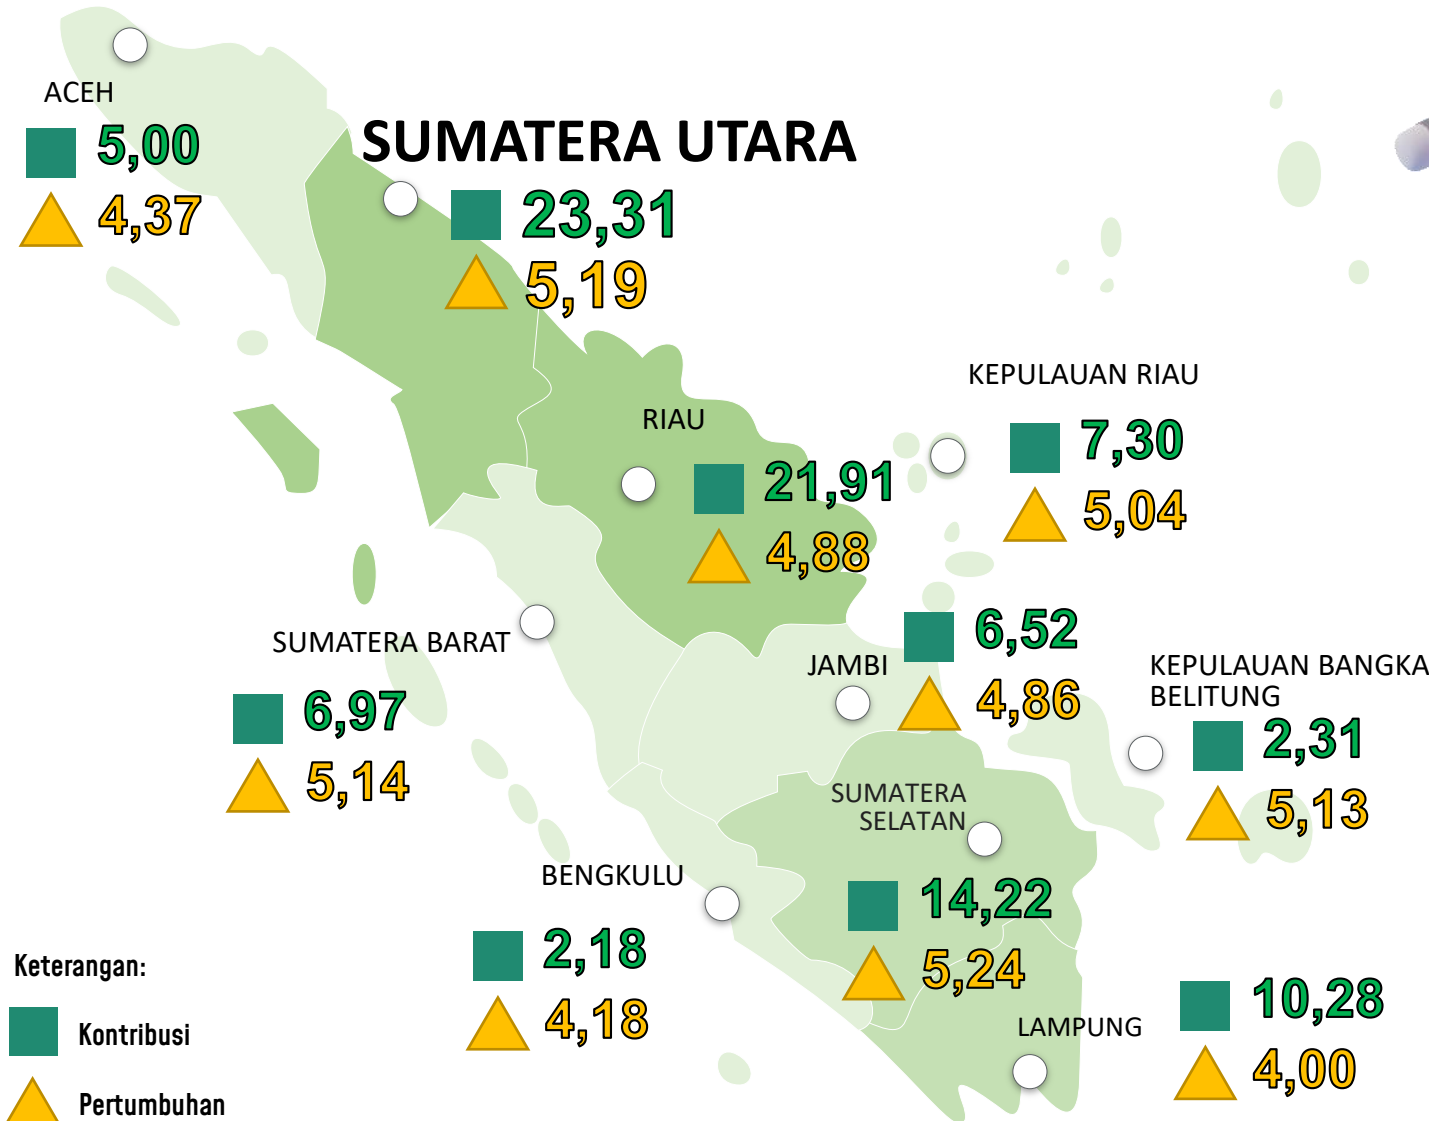 ACEH
5,00
4,37
SUMATERA UTARA
23,31
5,19
KEPULAUAN RIAU
7,30
5,04
RIAU
21,91
4,88
SUMATERA BARAT
6,97
5,14
JAMBI
6,52
4,86
KEPULAUAN BANGKA
BELITUNG
2,31
5,13
SUMATERA
SELATAN
14,22
5,24
BENGKULU
2,18
4,18
LAMPUNG
10,28
4,00
Keterangan:
Kontribusi
Pertumbuhan